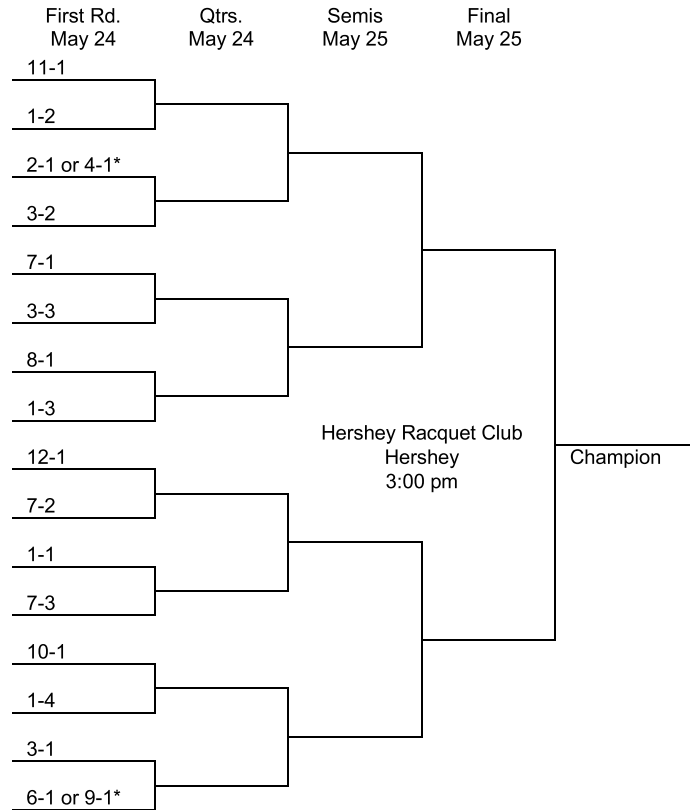 First Rd. Qtrs. Semis Final
May 24 May 24 May 25 May 25
11-1
1-2
2-1 or 4-1*
3-2
7-1
3-3
8-1
1-3
Hershey Racquet Club
Hershey
3:00 pm
Champion
12-1
7-2
1-1
7-3
10-1
1-4
3-1
6-1 or 9-1*